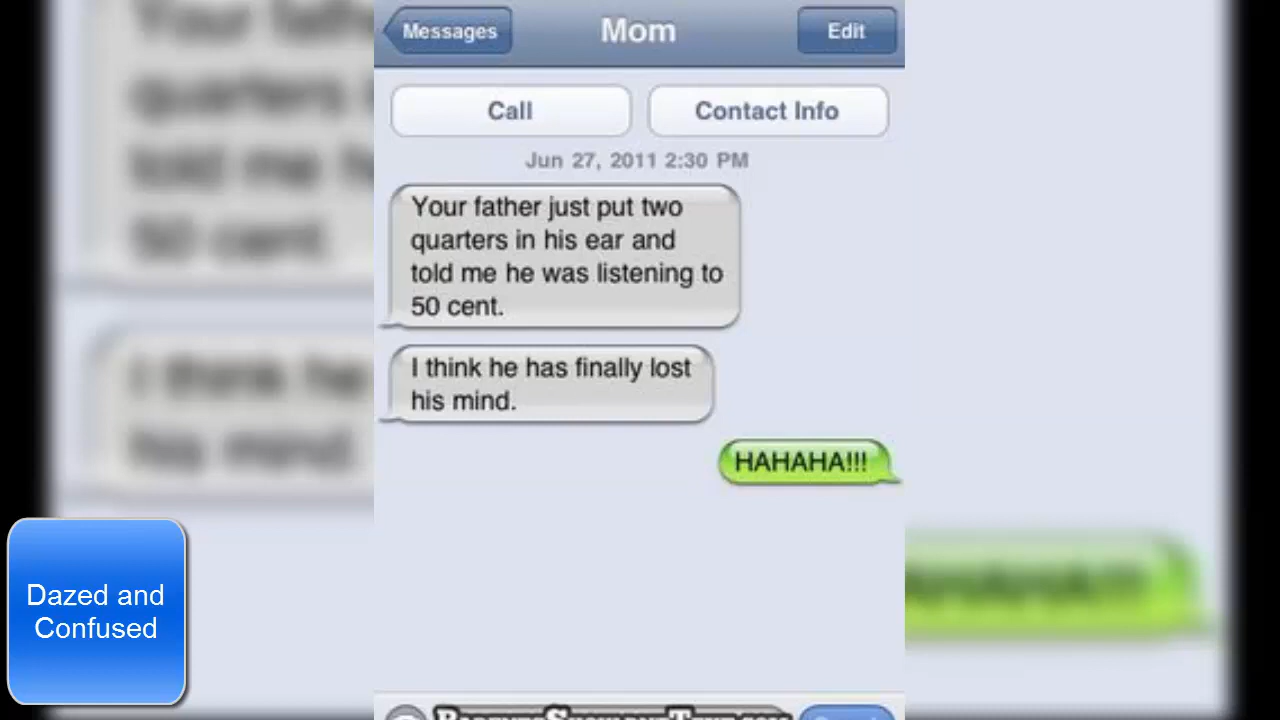 Messages
Mom
Edit
Call
Contact Info
Jun 27, 2011 2:30 PM
Your father just put two
quarters in his ear and
told me he was listening to
50 cent.
I think he has finally lost
his mind.
HAHAHA!!!
Dazed and
Confused